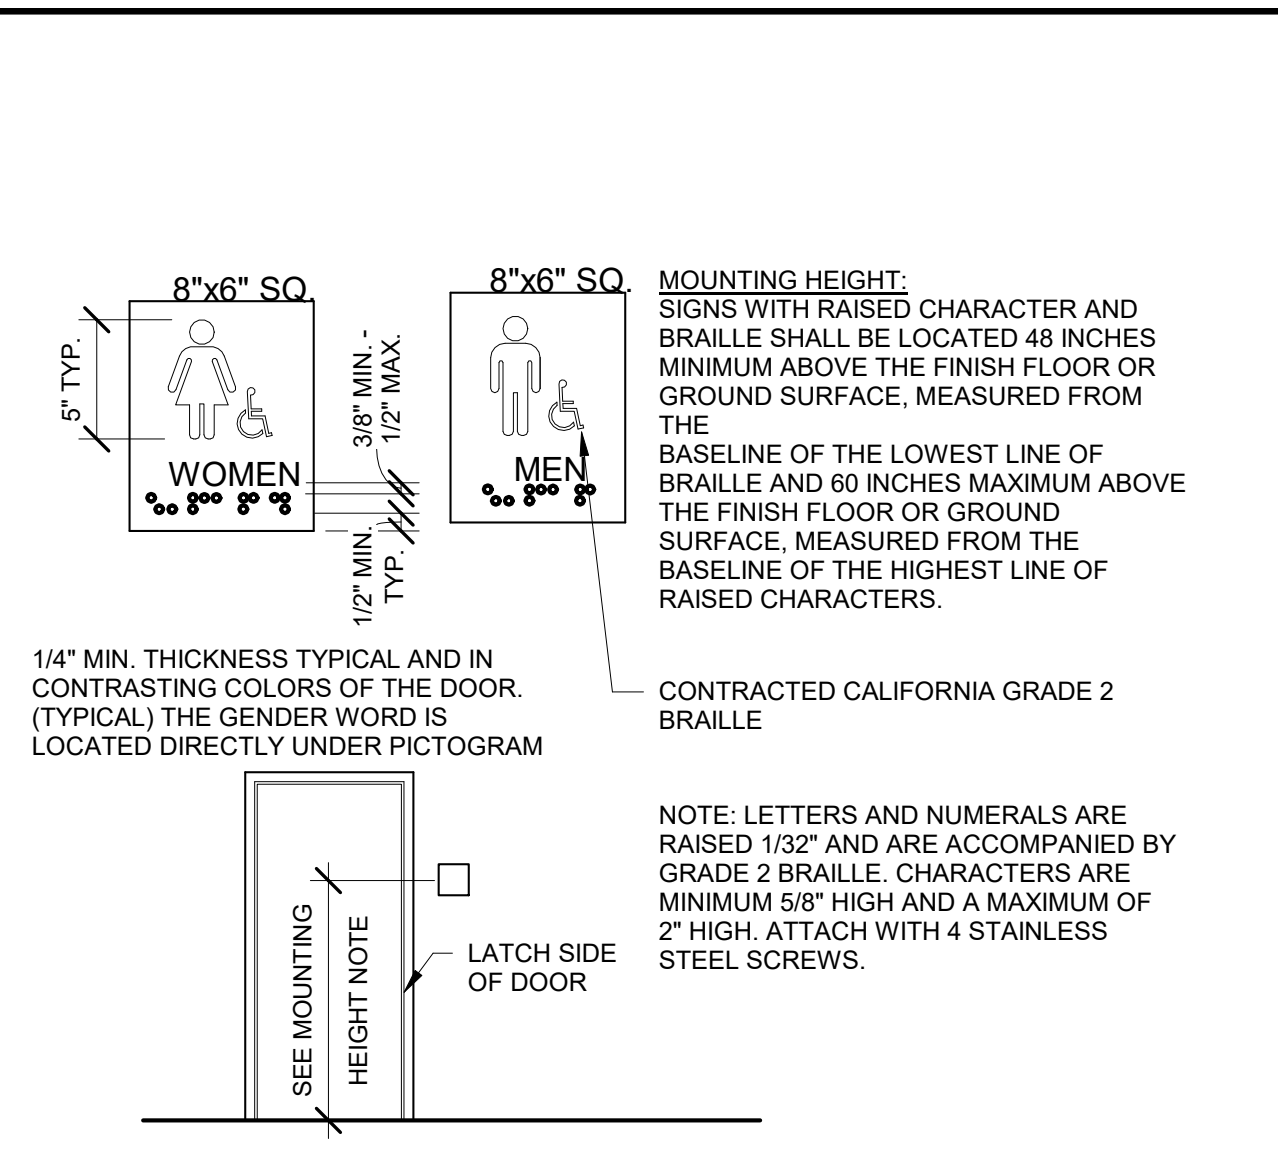 8"x6" SQ.
5" TYP.
WOMEN
3/8" MIN. -
1/2" MAX.
1/2" MIN.
TYP.
8"x6" SQ.
MEN
MOUNTING HEIGHT:
SIGNS WITH RAISED CHARACTER AND
BRAILLE SHALL BE LOCATED 48 INCHES
MINIMUM ABOVE THE FINISH FLOOR OR
GROUND SURFACE, MEASURED FROM
THE
BASELINE OF THE LOWEST LINE OF
BRAILLE AND 60 INCHES MAXIMUM ABOVE
THE FINISH FLOOR OR GROUND
SURFACE, MEASURED FROM THE
BASELINE OF THE HIGHEST LINE OF
RAISED CHARACTERS.
1/4" MIN. THICKNESS TYPICAL AND IN
CONTRASTING COLORS OF THE DOOR.
(TYPICAL) THE GENDER WORD IS
LOCATED DIRECTLY UNDER PICTOGRAM
CONTRACTED CALIFORNIA GRADE 2
BRAILLE
SEE MOUNTING
HEIGHT NOTE
LATCH SIDE
OF DOOR
NOTE: LETTERS AND NUMERALS ARE
RAISED 1/32" AND ARE ACCOMPANIED BY
GRADE 2 BRAILLE. CHARACTERS ARE
MINIMUM 5/8" HIGH AND A MAXIMUM OF
2" HIGH. ATTACH WITH 4 STAINLESS
STEEL SCREWS.